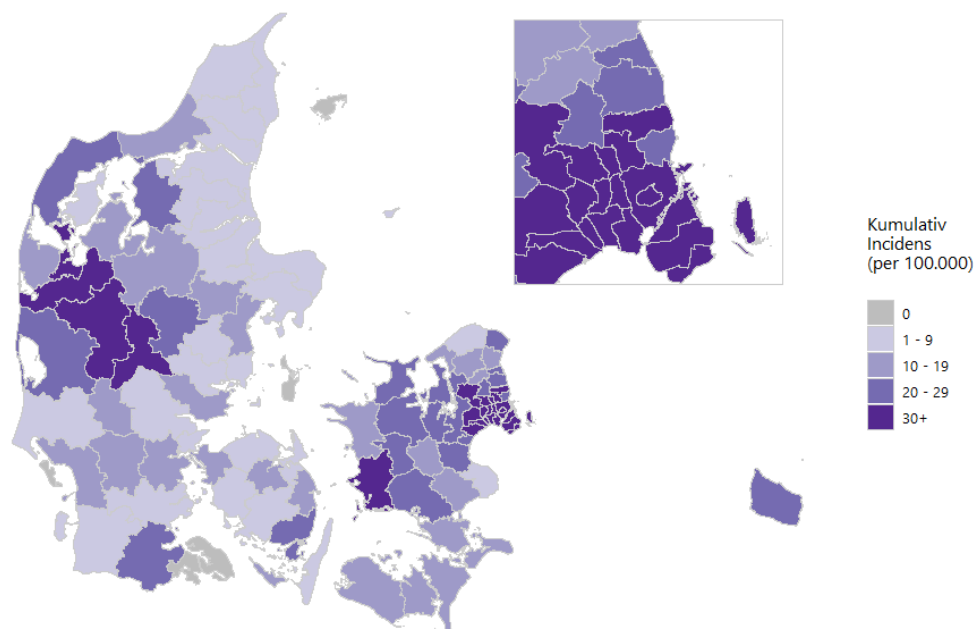 Kumulativ
Incidens
(per 100.000)
0
1 - 9
10 - 19
20 - 29
30+